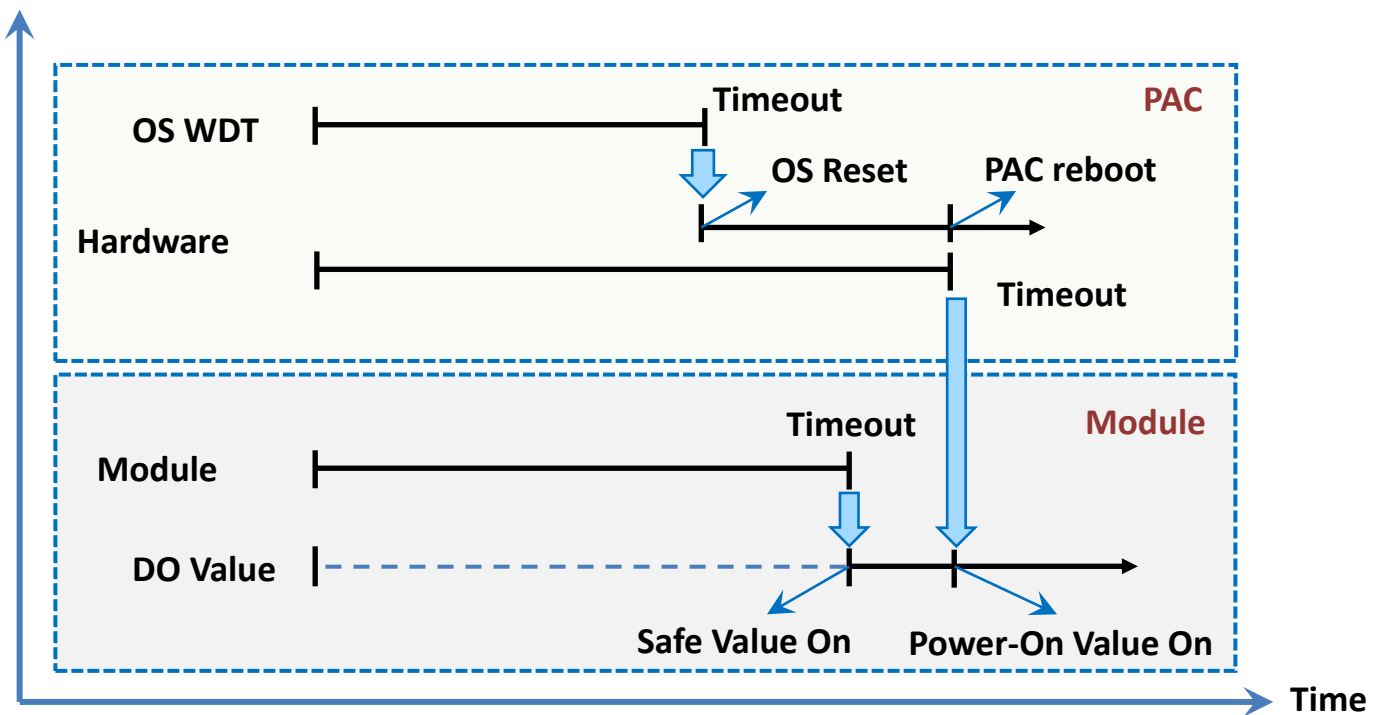 Timeout
PAC
OS WDT
OS Reset
PAC reboot
Hardware
Timeout
Timeout
Module
Module
DO Value
Safe Value On
Power-On Value On
Time